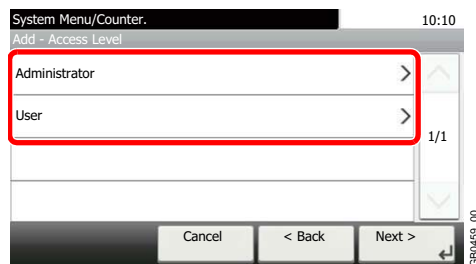 System Menu/Counter.
10:10
Add - Access Level
Administrator
User
1/1
Cancel
< Back
Next >
GB0459_00